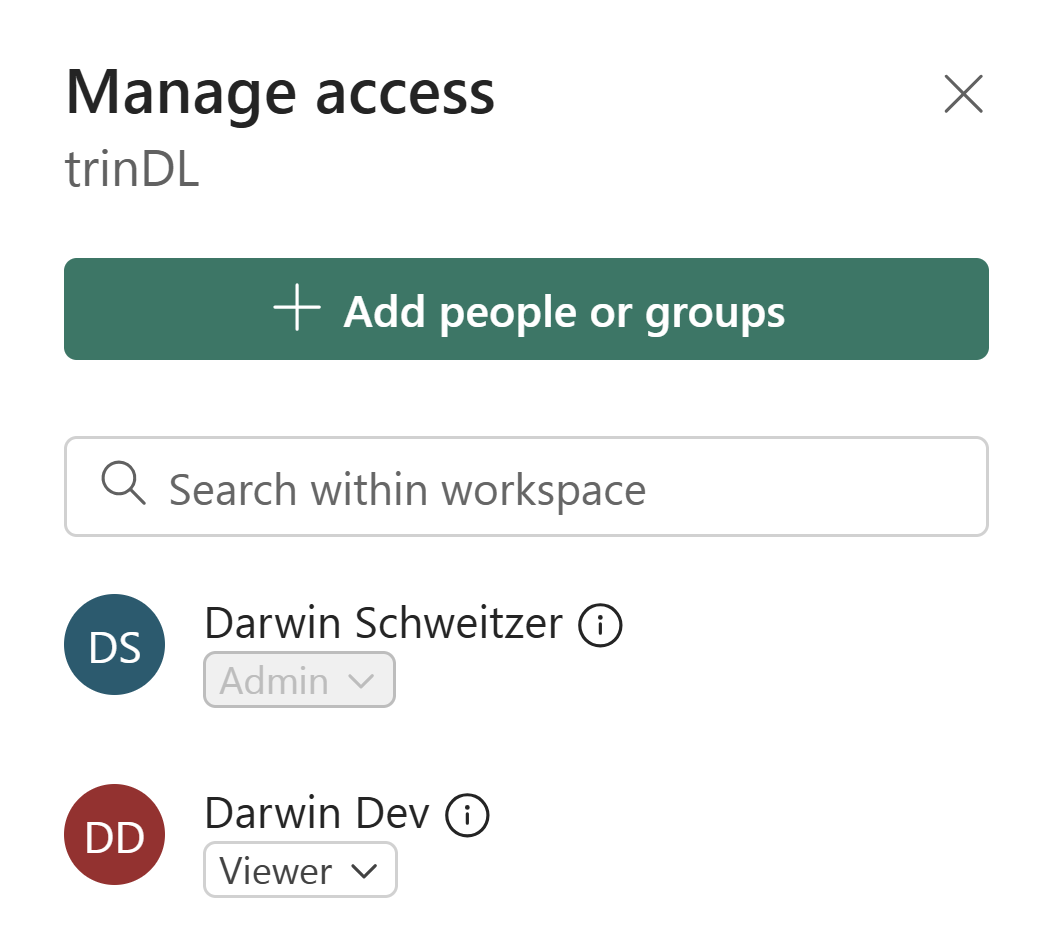 Manage access
trinDL
Add people or groups
Search within workspace
DS
Darwin Schweitzer
Admin
DD
Darwin Dev
Viewer